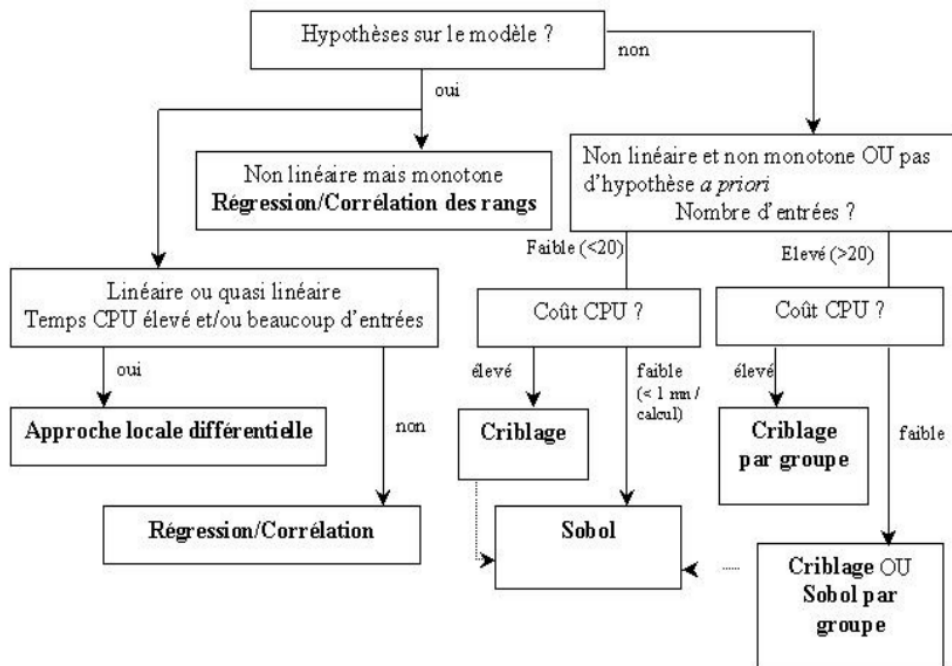 Hypothèses sur le modèle ?
non
oui
Non linéaire mais monotone
Régression/Corrélation des rangs
Non linéaire et non monotone OU pas
d'hypothèse a priori
Nombre d'entrées ?
Faible (<20)
Elevé (>20)
Linéaire ou quasi linéaire
Temps CPU élevé et/ou beaucoup d'entrées
Coût CPU ?
Coût CPU ?
oui
non
élevé
faible
(< 1 mn /
calcul)
élevé
faible
Approche locale différentielle
Criblage
Criblage
par groupe
Régression/Corrélation
Sobol
Criblage OU
Sobol par
groupe